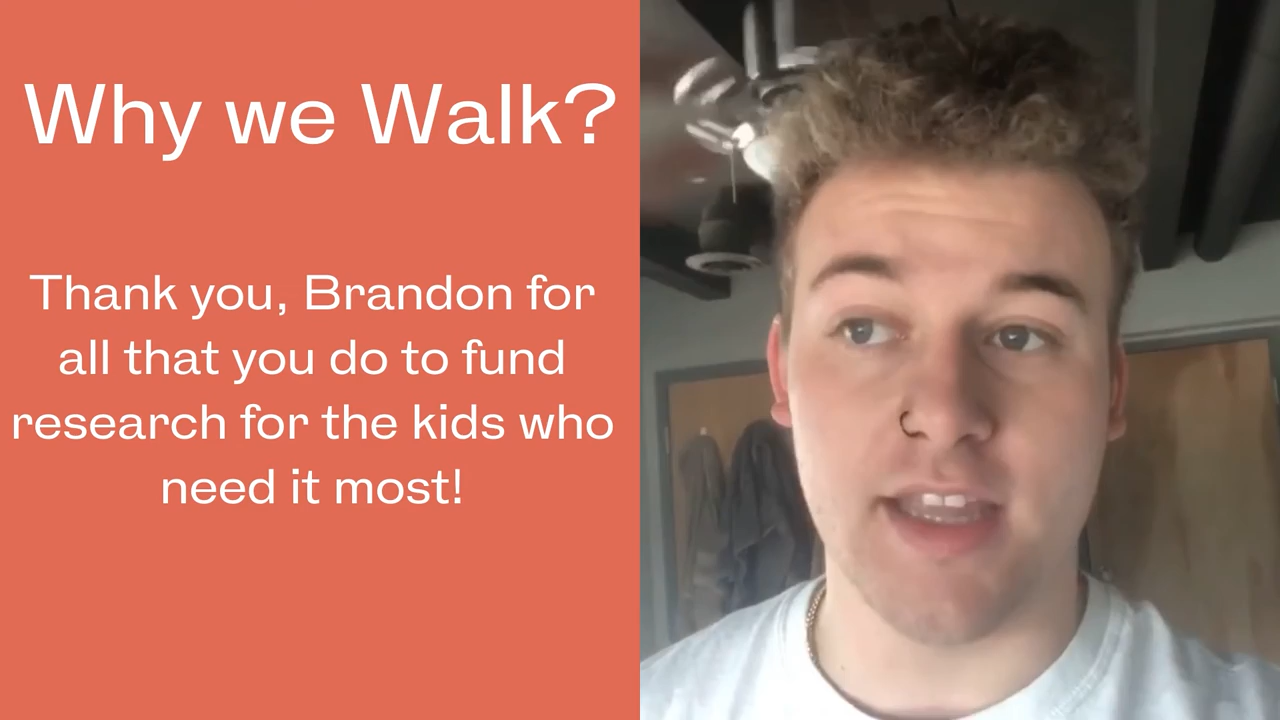 Why we Walk?
Thank you, Brandon for
all that you do to fund
research for the kids who
need it most!